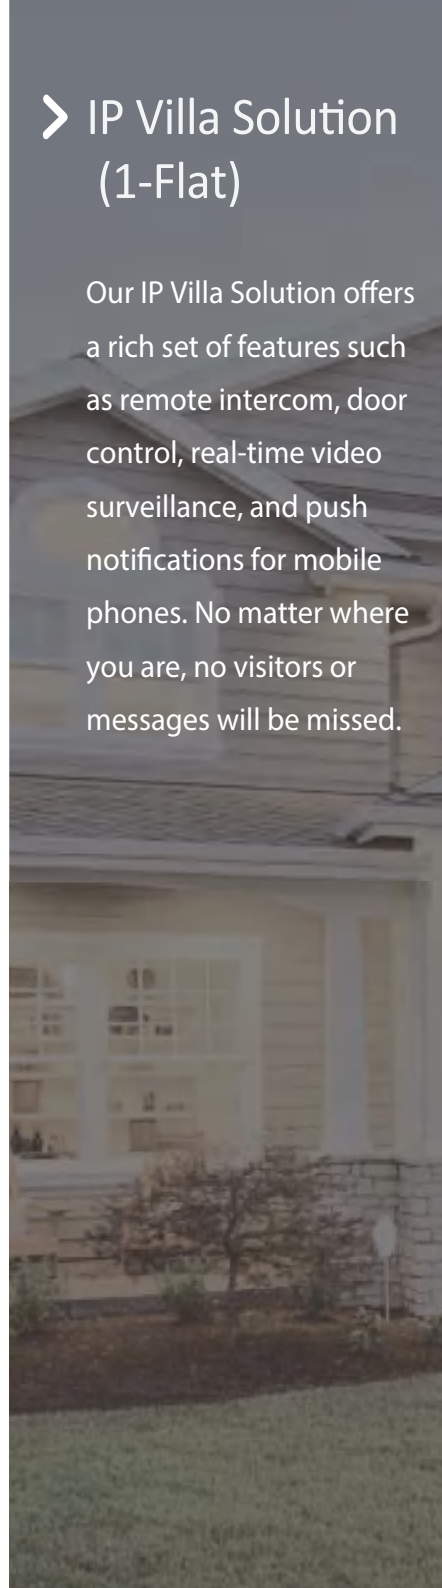 IP Villa Solution
(1-Flat)
Our IP Villa Solution offers
a rich set of features such
as remote intercom, door
control, real-time video
surveillance, and push
notifications for mobile
phones. No matter where
you are, no visitors or
messages will be missed.